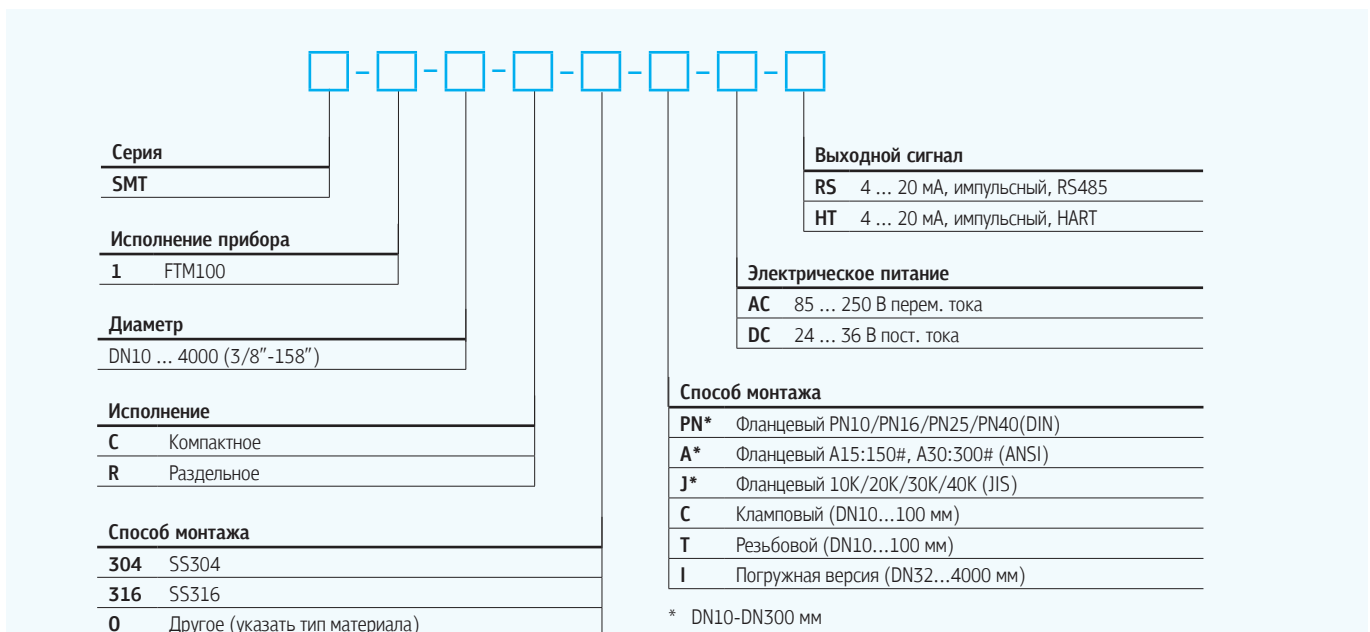 Серия
SMT
Исполнение прибора
1 FTM100
Диаметр
DN10 ... 4000 (3/8"-158")
Исполнение
C Компактное
R Раздельное
Способ монтажа
304 SS304
316 SS316
0 Другое (указать тип материала)
Выходной сигнал
RS 4 ... 20 мА, импульсный, RS485
HT 4 ... 20 мА, импульсный, HART
Электрическое питание
AC 85 ... 250 В перем. тока
DC 24 ... 36 В пост. тока
Способ монтажа
PN* Фланцевый PN10/PN16/PN25/PN40(DIN)
A* Фланцевый A15:150#, A30:300# (ANSI)
J* Фланцевый 10K/20K/30K/40K (JIS)
C Кламповый (DN10...100 мм)
T Резьбовой (DN10...100 мм)
I Погружная версия (DN32...4000 мм)
* DN10-DN300 мм